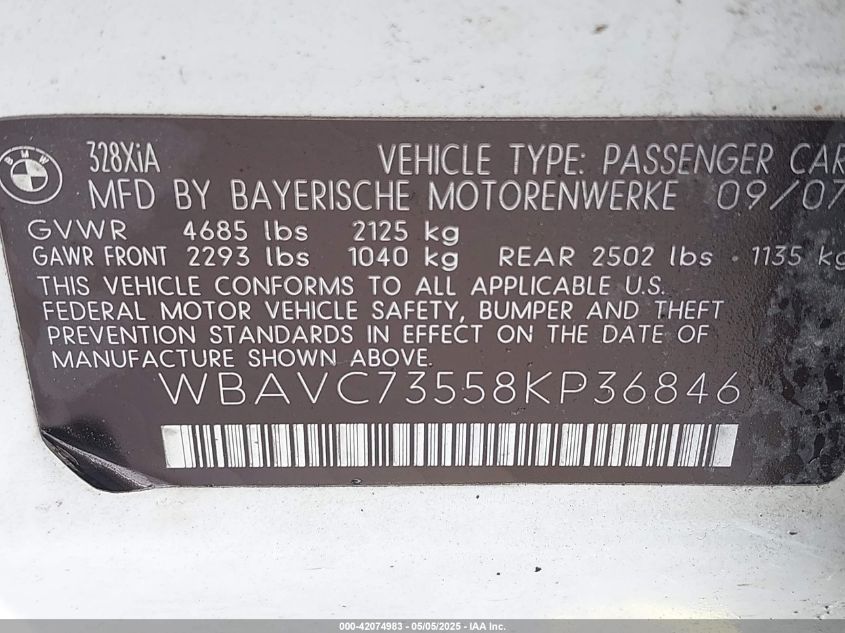 BMW
328XiA VEHICLE TYPE: PASSENGER CAR
MFD BY BAYERISCHE MOTORENWERKE 09/07
GVWR 4685 lbs 2125 kg
GAWR FRONT 2293 lbs 1040 kg REAR 2502 lbs · 1135 kg
THIS VEHICLE CONFORMS TO ALL APPLICABLE U.S.
FEDERAL MOTOR VEHICLE SAFETY, BUMPER AND THEFT
PREVENTION STANDARDS IN EFFECT ON THE DATE OF
MANUFACTURE SHOWN ABOVE.
WBAVC73558KP36846
000-42074983 - 05/05/2025 - IAA Inc.